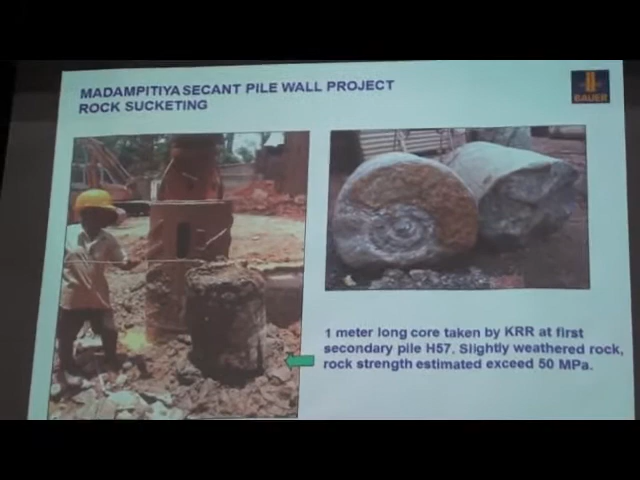 MADAMPITIYA SECANT PILE WALL PROJECT
ROCK SUCKETING
BAUER
1 meter long core taken by KRR at first
secondary pile H57. Slightly weathered rock,
rock strength estimated exceed 50 MPa.